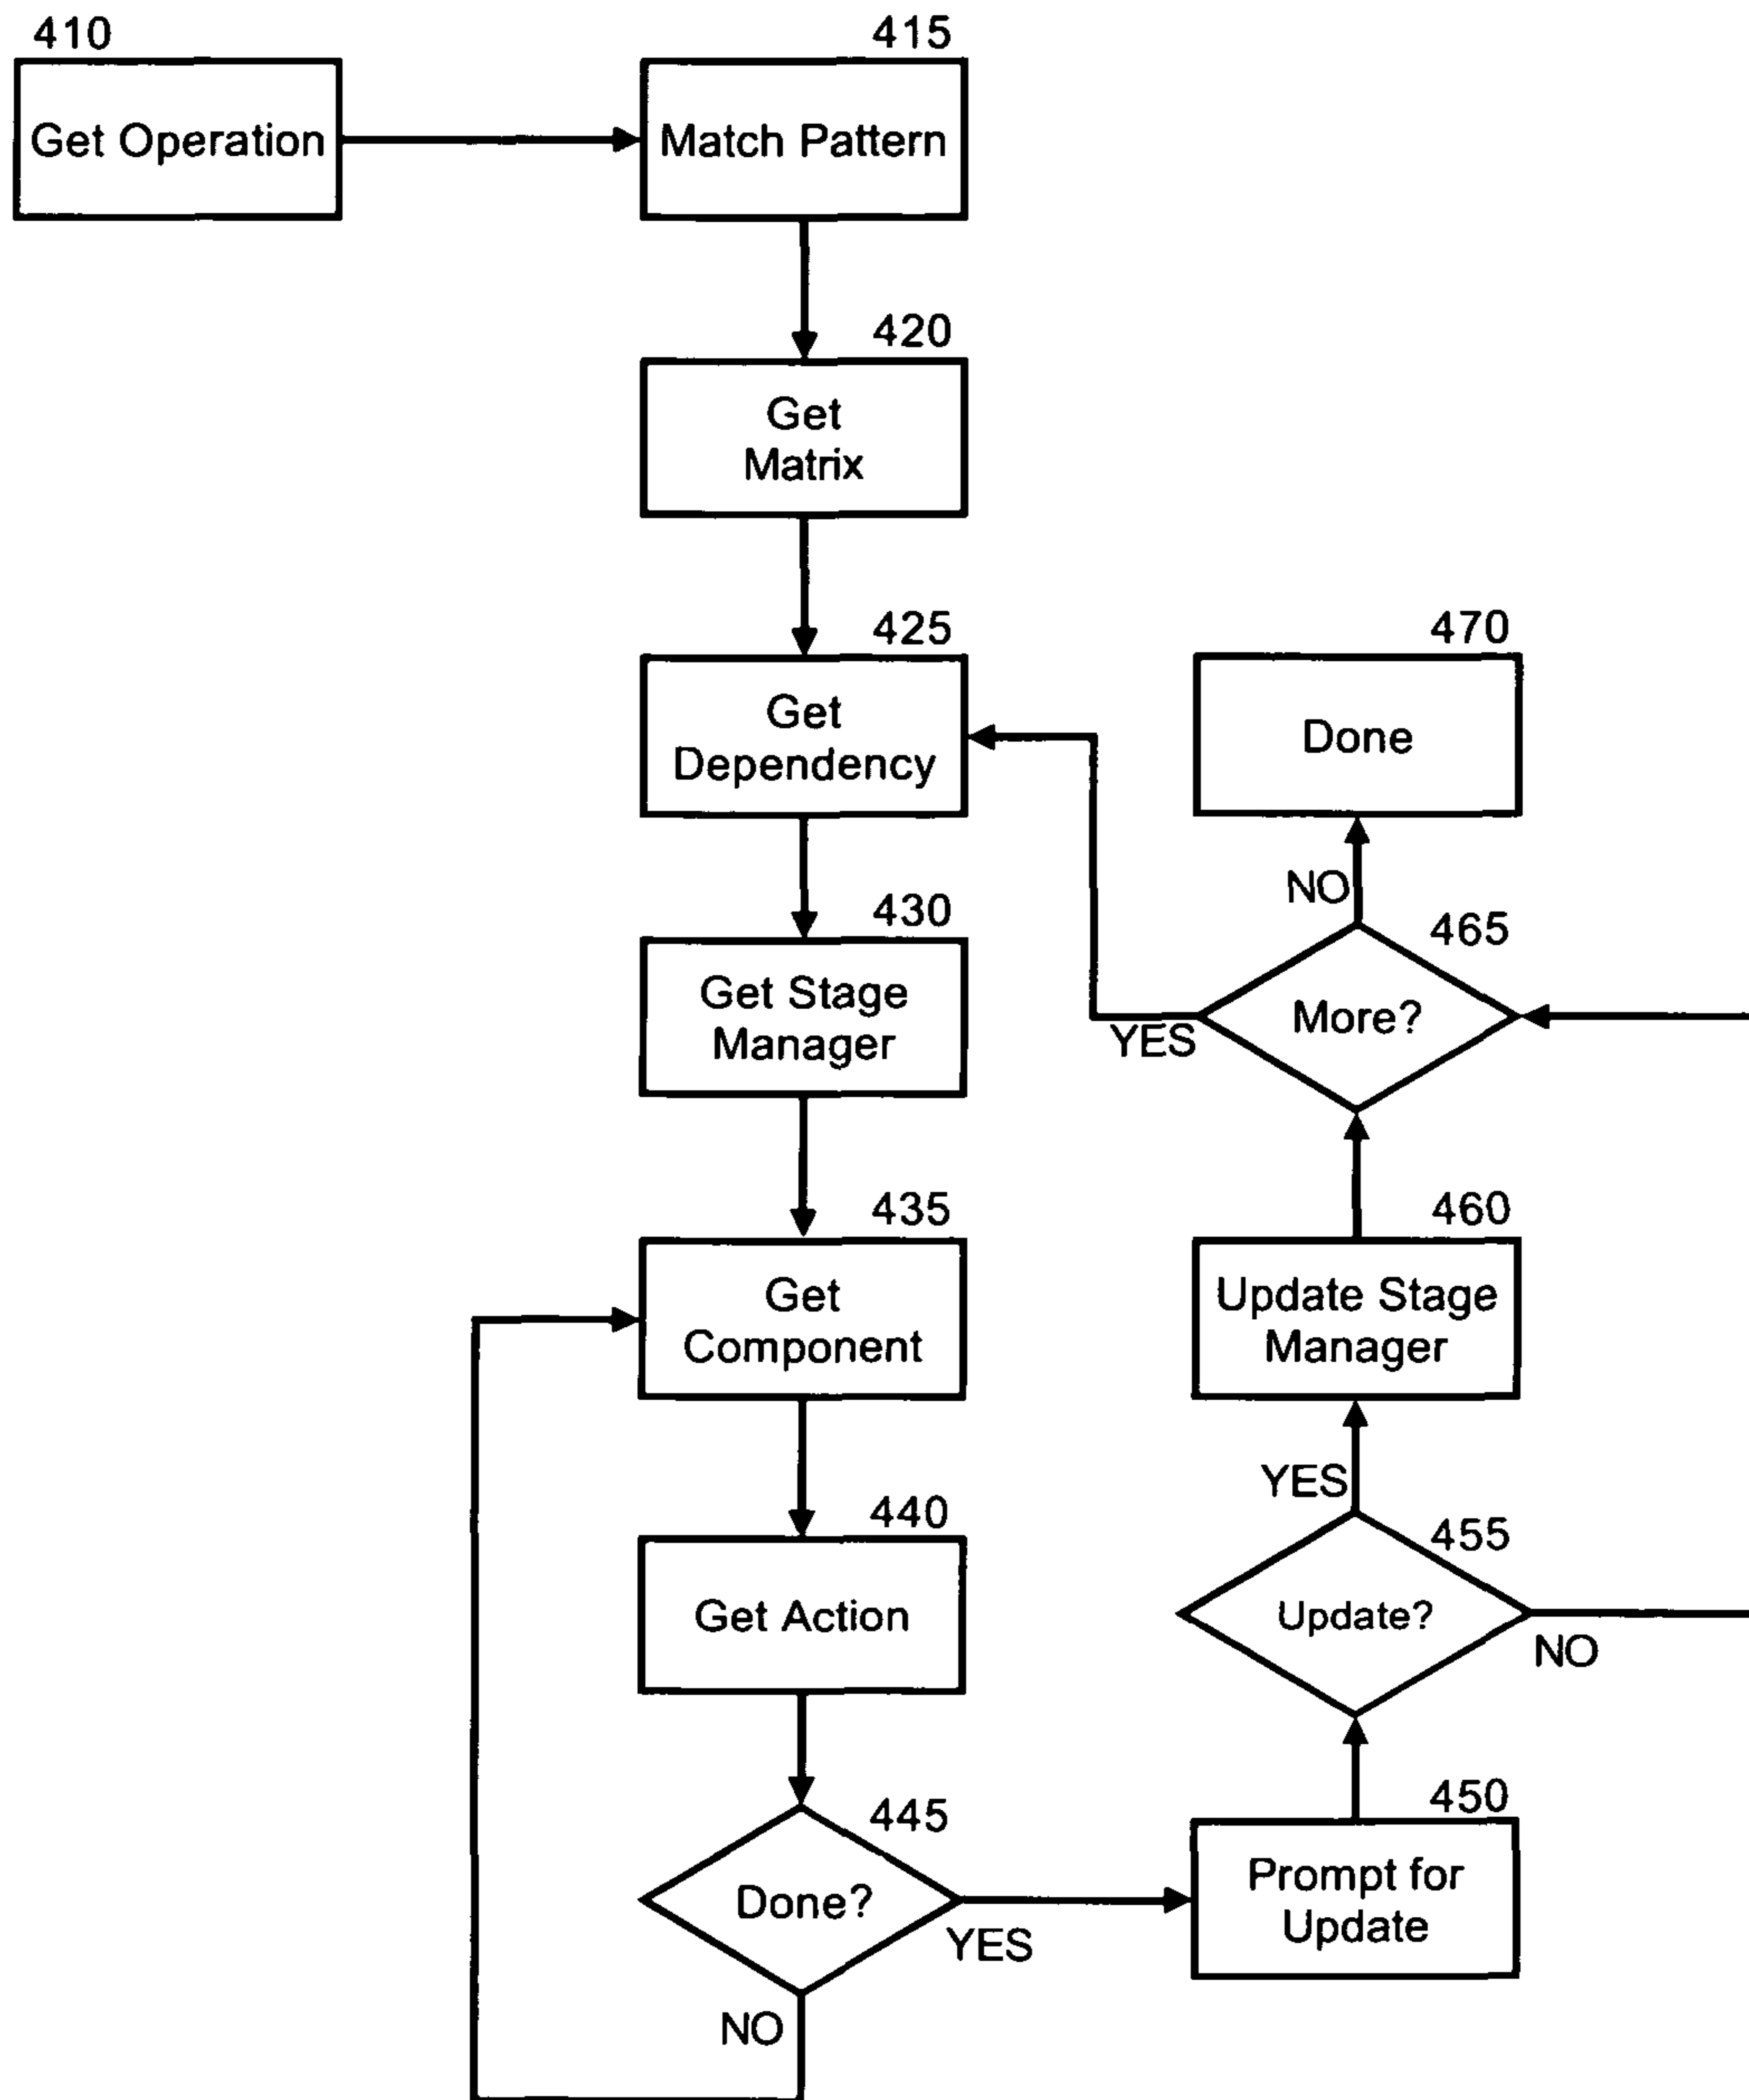 410
Get Operation
415
Match Pattern
420
Get
Matrix
425
Get
Dependency
430
Get Stage
Manager
435
Get
Component
440
Get Action
445
Done?
YES
NO
450
Prompt for
Update
455
Update?
YES
NO
460
Update Stage
Manager
465
More?
YES
NO
470
Done